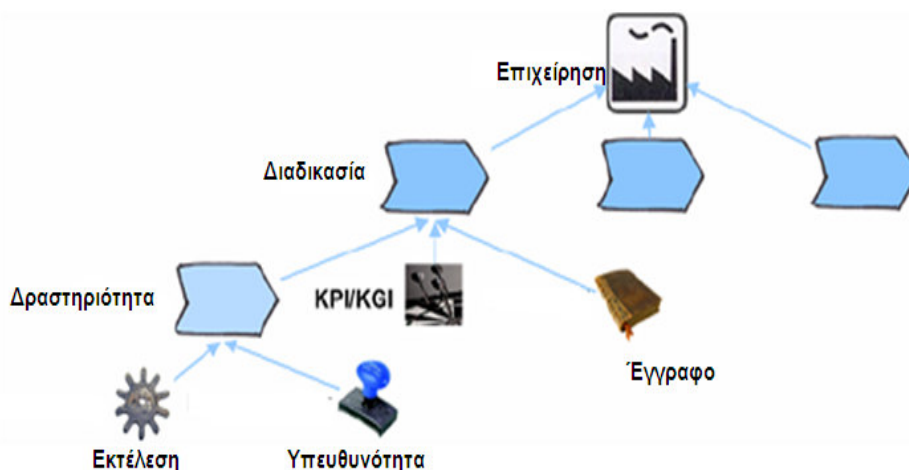 Επιχείρηση
Διαδικασία
Δραστηριότητα
KPI/KGI
Έγγραφο
Εκτέλεση
Υπευθυνότητα